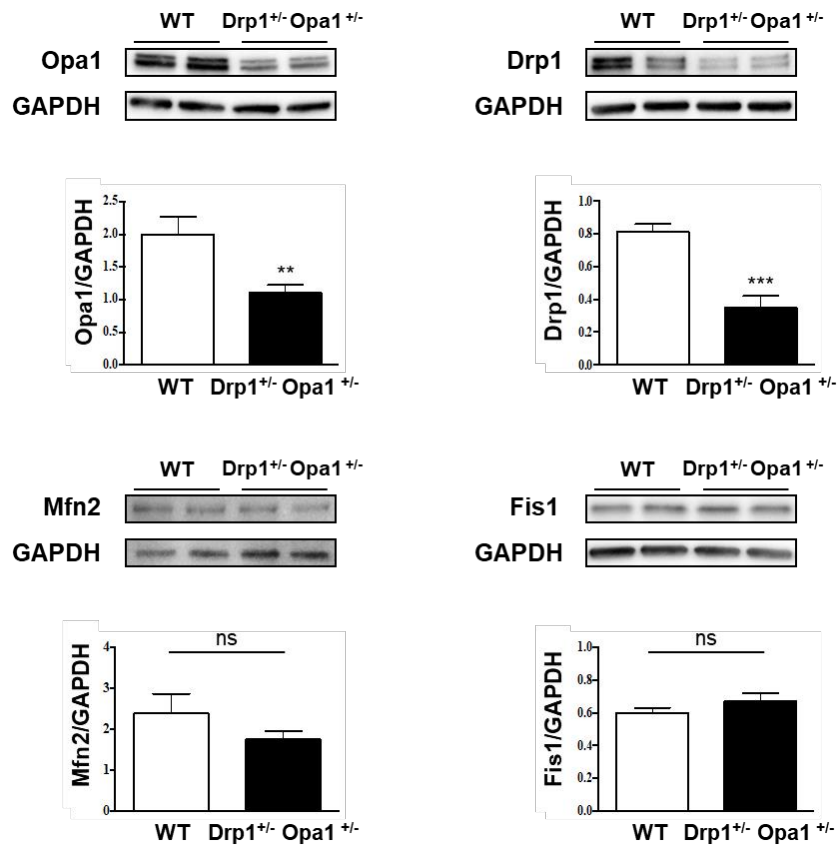 WT Drp1+/- Opa1 +/-
Opa1
GAPDH
Opa1/GAPDH
2.5
2.0
1.5
1.0
0.5
0.0
**
WT Drp1+/- Opa1 +/-
WT Drp1+/- Opa1 +/-
Drp1
GAPDH
Drp1/GAPDH
1.0
0.8
0.6
0.4
0.2
0.0
***
WT Drp1+/- Opa1 +/-
WT Drp1+/- Opa1 +/-
Mfn2
GAPDH
Mfn2/GAPDH
4
3
2
1
0
ns
WT Drp1+/- Opa1 +/-
WT Drp1+/- Opa1 +/-
Fis1
GAPDH
Fis1/GAPDH
1.0
0.8
0.6
0.4
0.2
0.0
ns
WT Drp1+/- Opa1 +/-